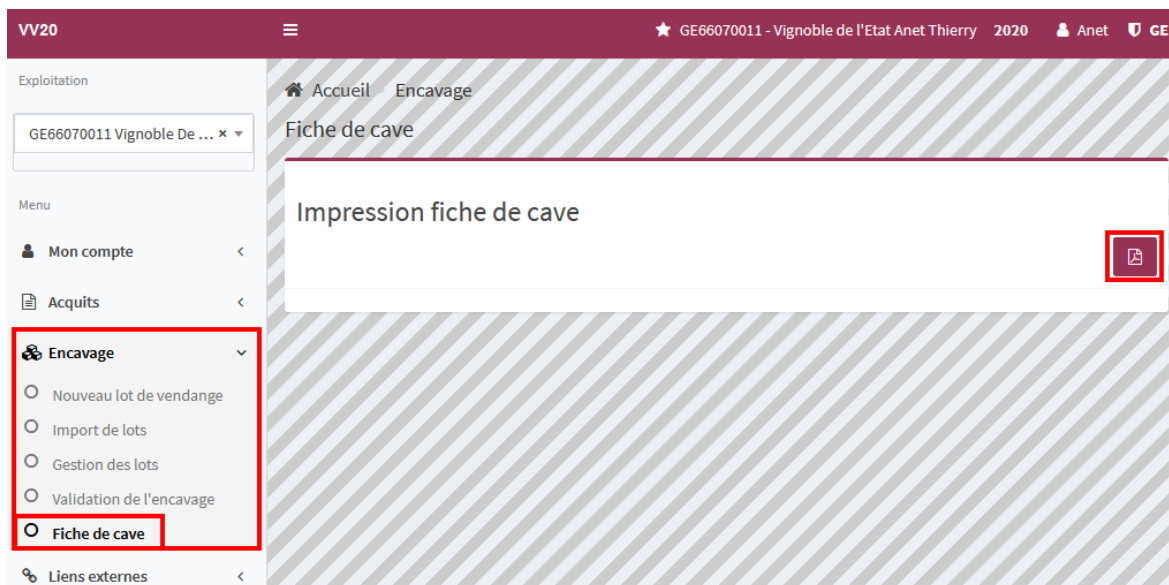 VV20
GE66070011 - Vignoble de l'Etat Anet Thierry 2020 Anet GE
Exploitation
GE66070011 Vignoble De ... ×
Menu
Mon compte
Acquits
Encavage
Nouveau lot de vendange
Import de lots
Gestion des lots
Validation de l'encavage
Fiche de cave
Liens externes
Accueil Encavage
Fiche de cave
Impression fiche de cave